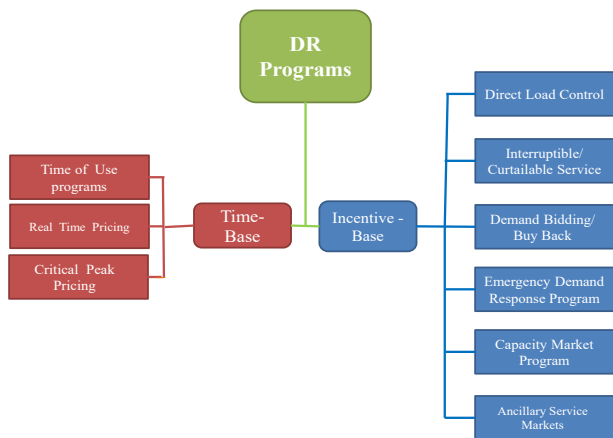 DR
Programs
Time of Use
programs
Real Time Pricing
Critical Peak
Pricing
Time-
Base
Incentive -
Base
Direct Load Control
Interruptible/
Curtailable Service
Demand Bidding/
Buy Back
Emergency Demand
Response Program
Capacity Market
Program
Ancillary Service
Markets